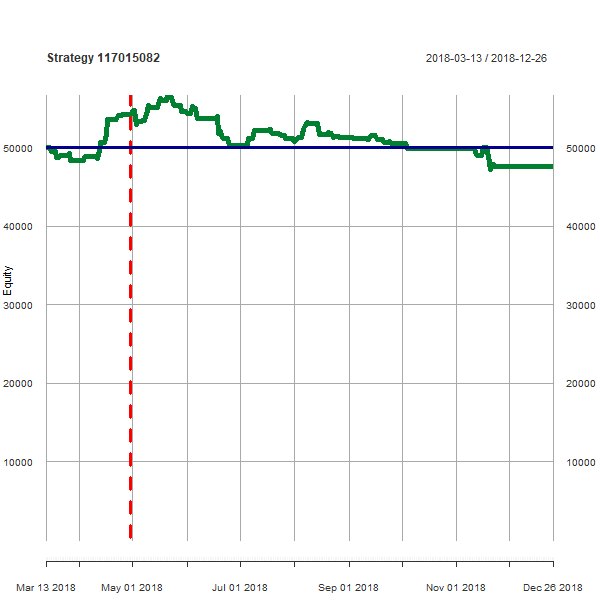 Strategy 117015082
2018-03-13 / 2018-12-26
50000 50000
40000 40000
Equity
30000 30000
20000 20000
10000 10000
Mar 13 2018 May 01 2018 Jul 01 2018 Sep 01 2018 Nov 01 2018 Dec 26 2018